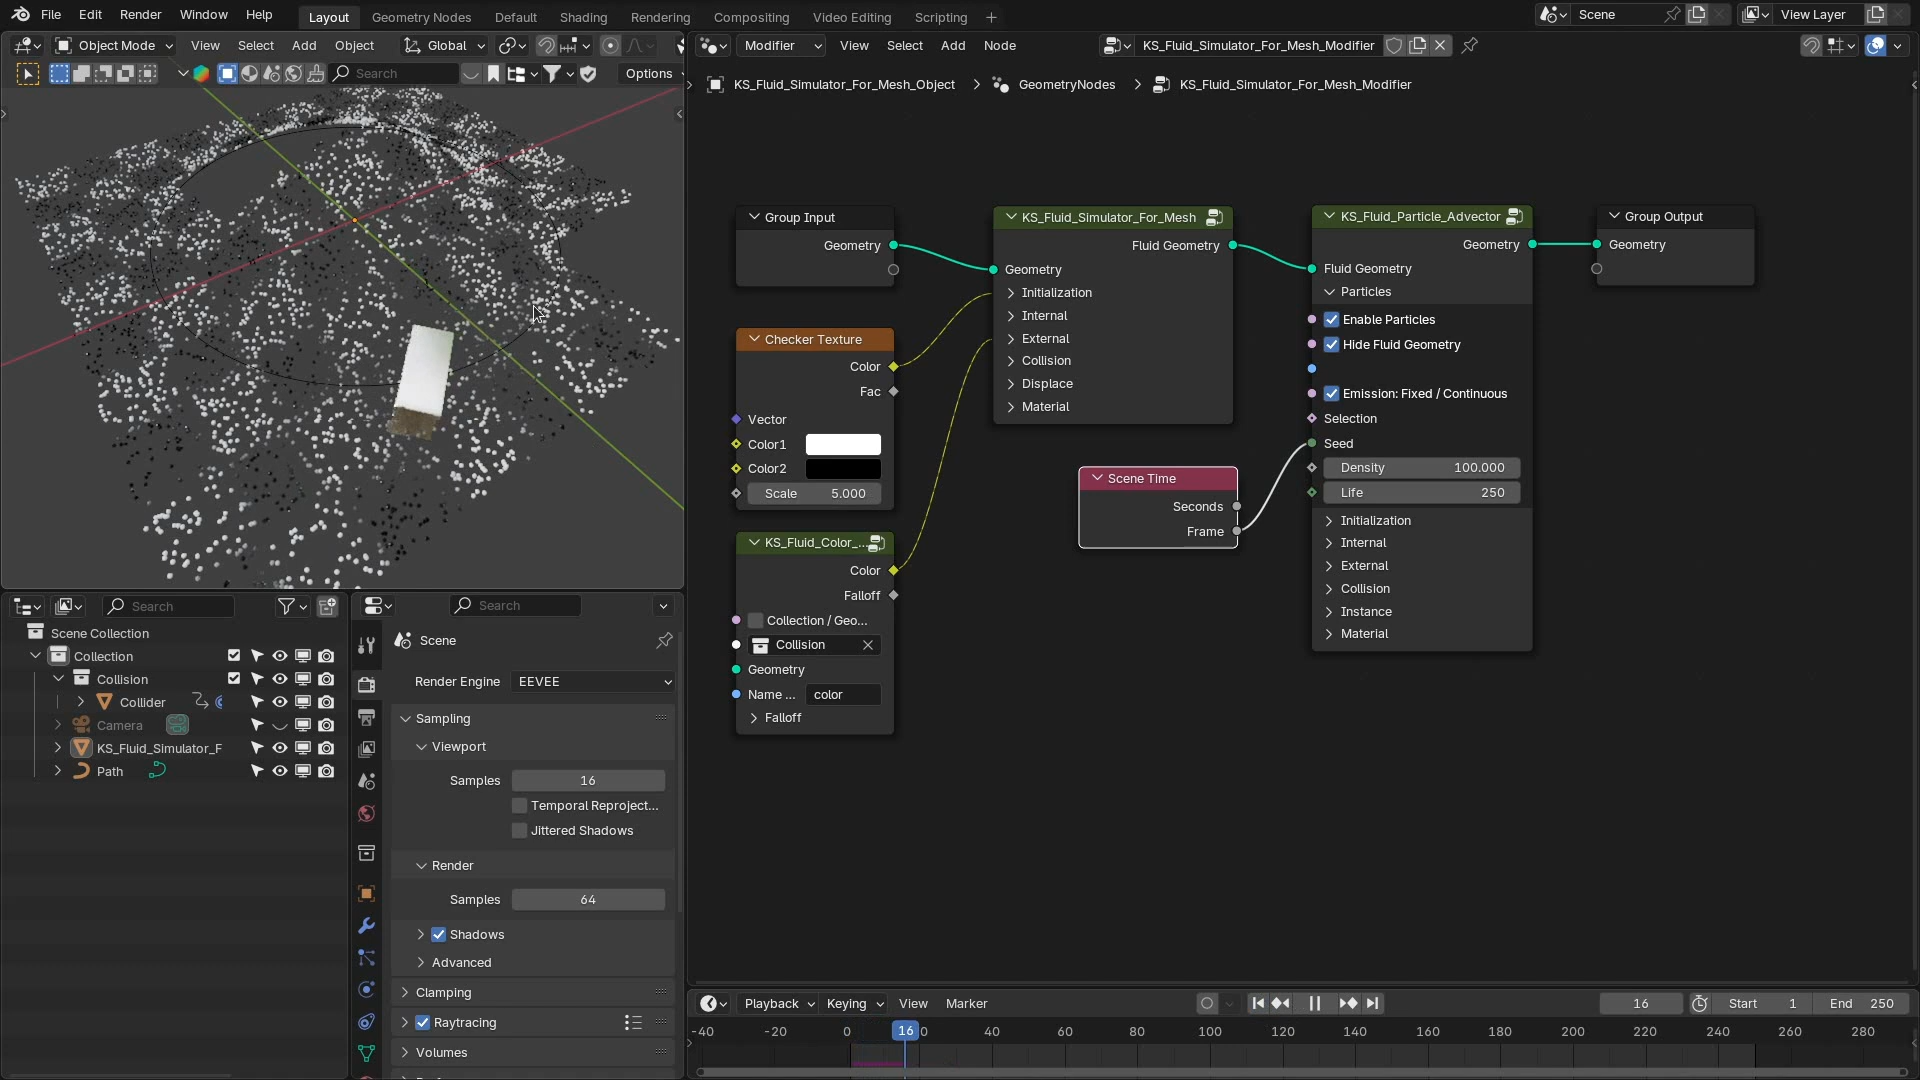 File Edit Render Window Help
Layout Geometry Nodes Default Shading Rendering Compositing Video Editing Scripting
Scene View Layer
Object Mode View Select Add Object Global
Search Options
Modifier View Select Add Node KS_Fluid_Simulator_For_Mesh_Modifier
KS_Fluid_Simulator_For_Mesh_Object GeometryNodes KS_Fluid_Simulator_For_Mesh_Modifier
Group Input
Geometry
Checker Texture
Color
Fac
Vector
Color1
Color2
Scale 5.000
KS_Fluid_Color_...
Color
Falloff
Collection / Geo...
Collision
Geometry
Name ... color
Falloff
KS_Fluid_Simulator_For_Mesh
Fluid Geometry
Geometry
Initialization
Internal
External
Collision
Displace
Material
Scene Time
Seconds
Frame
KS_Fluid_Particle_Advector
Geometry
Fluid Geometry
Particles
Enable Particles
Hide Fluid Geometry
Emission: Fixed / Continuous
Selection
Seed
Density 100.000
Life 250
Initialization
Internal
External
Collision
Instance
Material
Group Output
Geometry
Search
Scene Collection
Collection
Collision
Collider
Camera
KS_Fluid_Simulator_F
Path
Search
Scene
Render Engine EEVEE
Sampling
Viewport
Samples 16
Temporal Reproject...
Jittered Shadows
Render
Samples 64
Shadows
Advanced
Clamping
Raytracing
Volumes
Playback Keying View Marker 16 Start 1 End 250
-40 -20 0 16 0 40 60 80 100 120 140 160 180 200 220 240 260 280